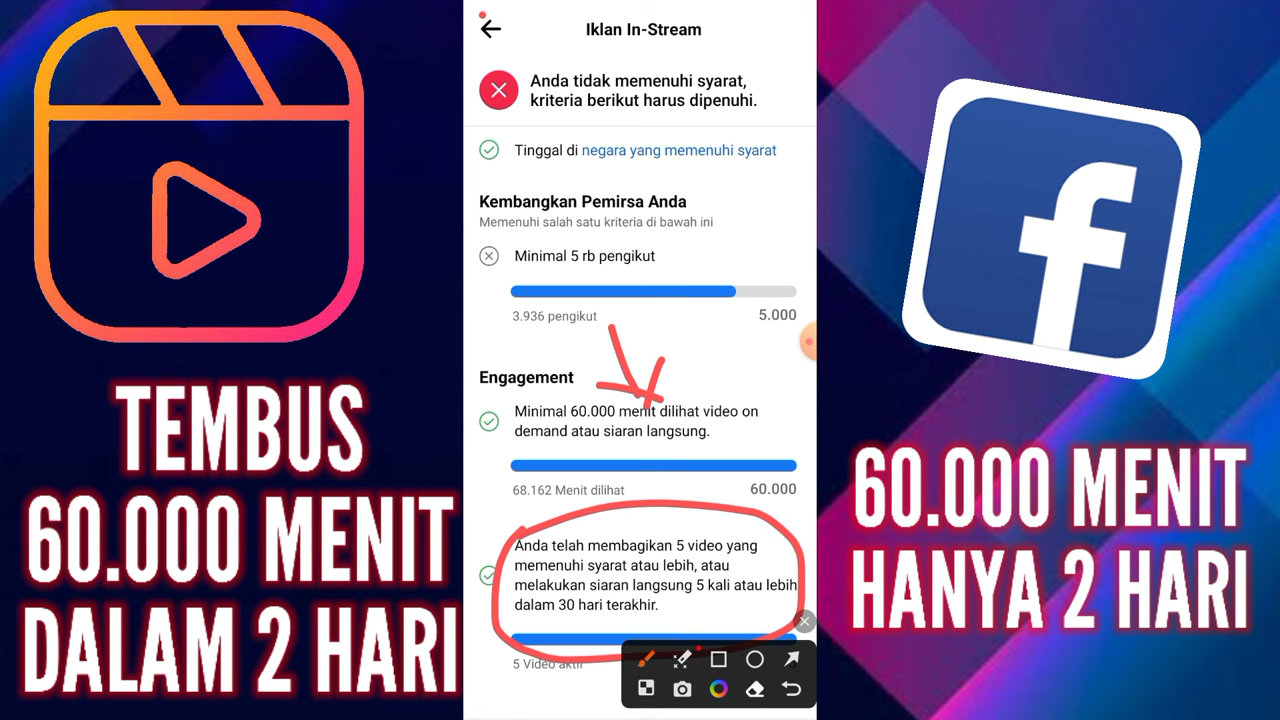 TEMBUS
60.000 MENIT
DALAM 2 HARI
Iklan In-Stream
Anda tidak memenuhi syarat,
kriteria berikut harus dipenuhi.
Tinggal di negara yang memenuhi syarat
Kembangkan Pemirsa Anda
Memenuhi salah satu kriteria di bawah ini
Minimal 5 rb pengikut
3.936 pengikut 5.000
Engagement
Minimal 60.000 menit dilihat video on
demand atau siaran langsung.
68.162 Menit dilihat 60.000
Anda telah membagikan 5 video yang
memenuhi syarat atau lebih, atau
melakukan siaran langsung 5 kali atau lebih
dalam 30 hari terakhir.
5 Video aktif
f
60.000 MENIT
HANYA 2 HARI